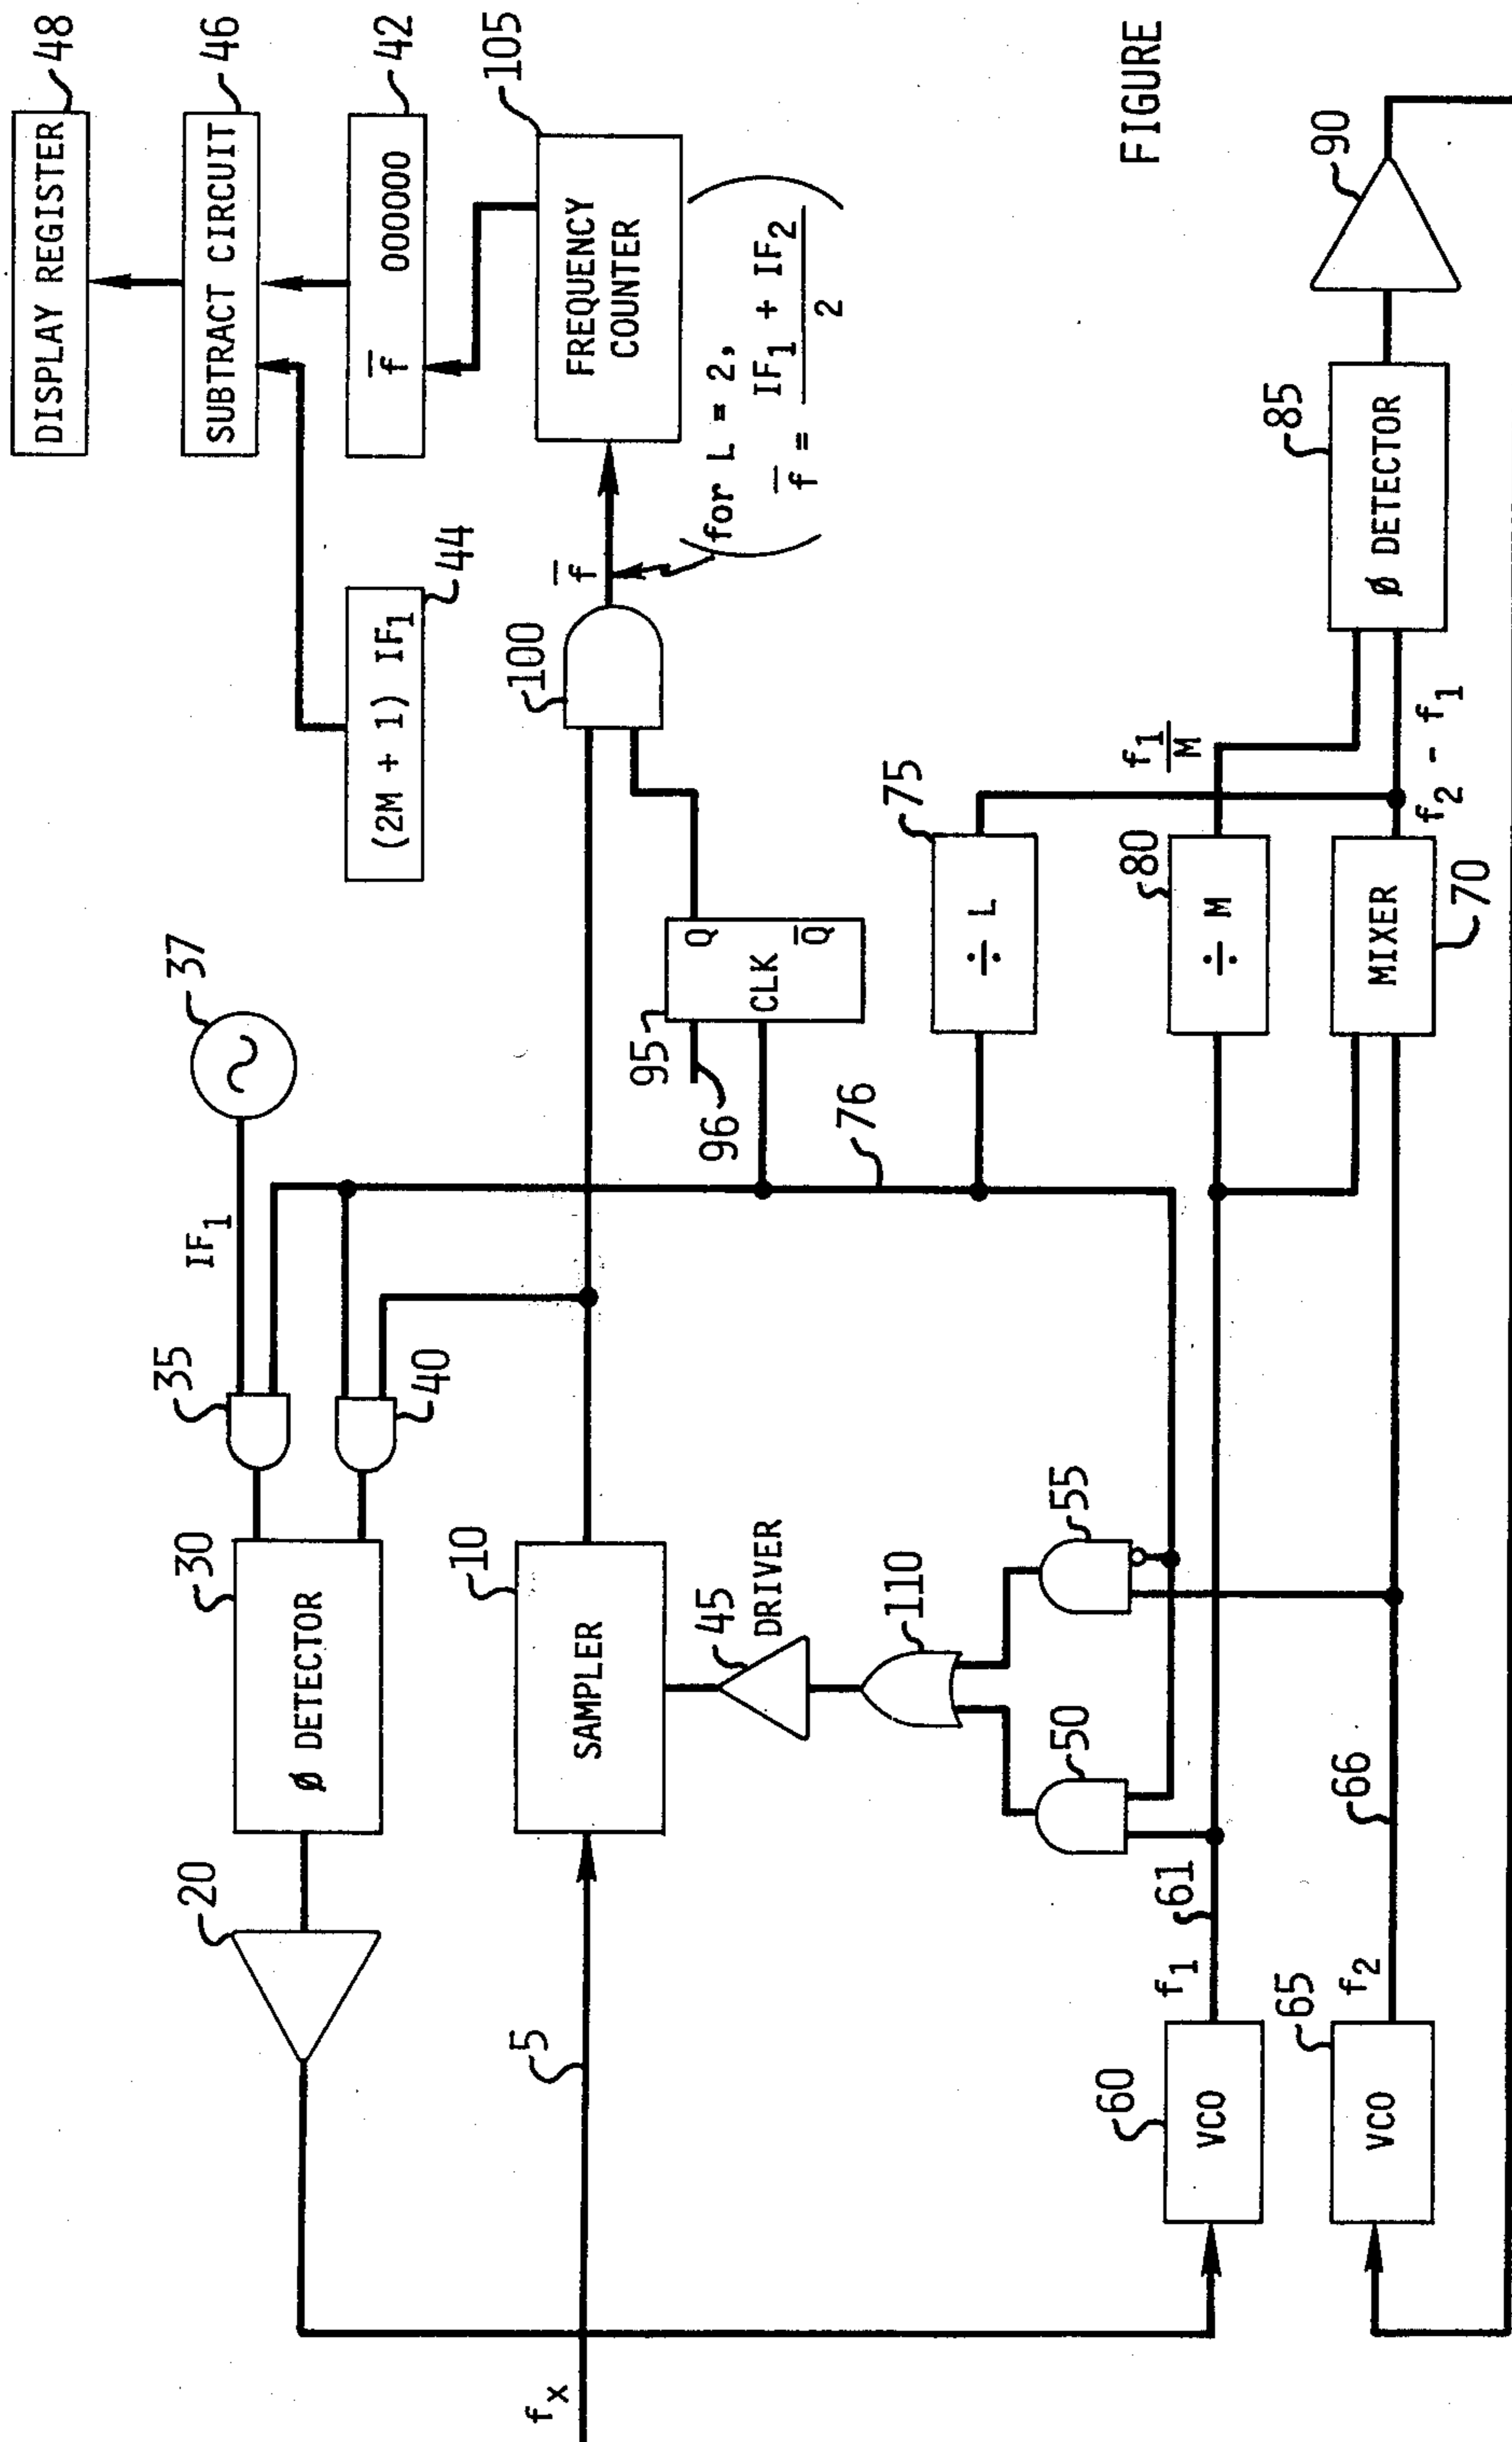 DISPLAY REGISTER
48
SUBTRACT CIRCUIT
46
f̅ 000000
42
(2M + 1) IF₁
44
FREQUENCY
COUNTER
105
f̅
(for L = 2,
f̅ = IF₁ + IF₂
2 )
100
37
IF₁
35
40
30
Ø DETECTOR
20
10
SAMPLER
5
fₓ
45
DRIVER
110
50
55
95
96
Q
CLK
Q̅
76
75
÷ L
80
÷ M
f₁
M
MIXER
70
f₂ - f₁
85
Ø DETECTOR
90
60
VCO
f₁
61
65
VCO
f₂
66
FIGURE